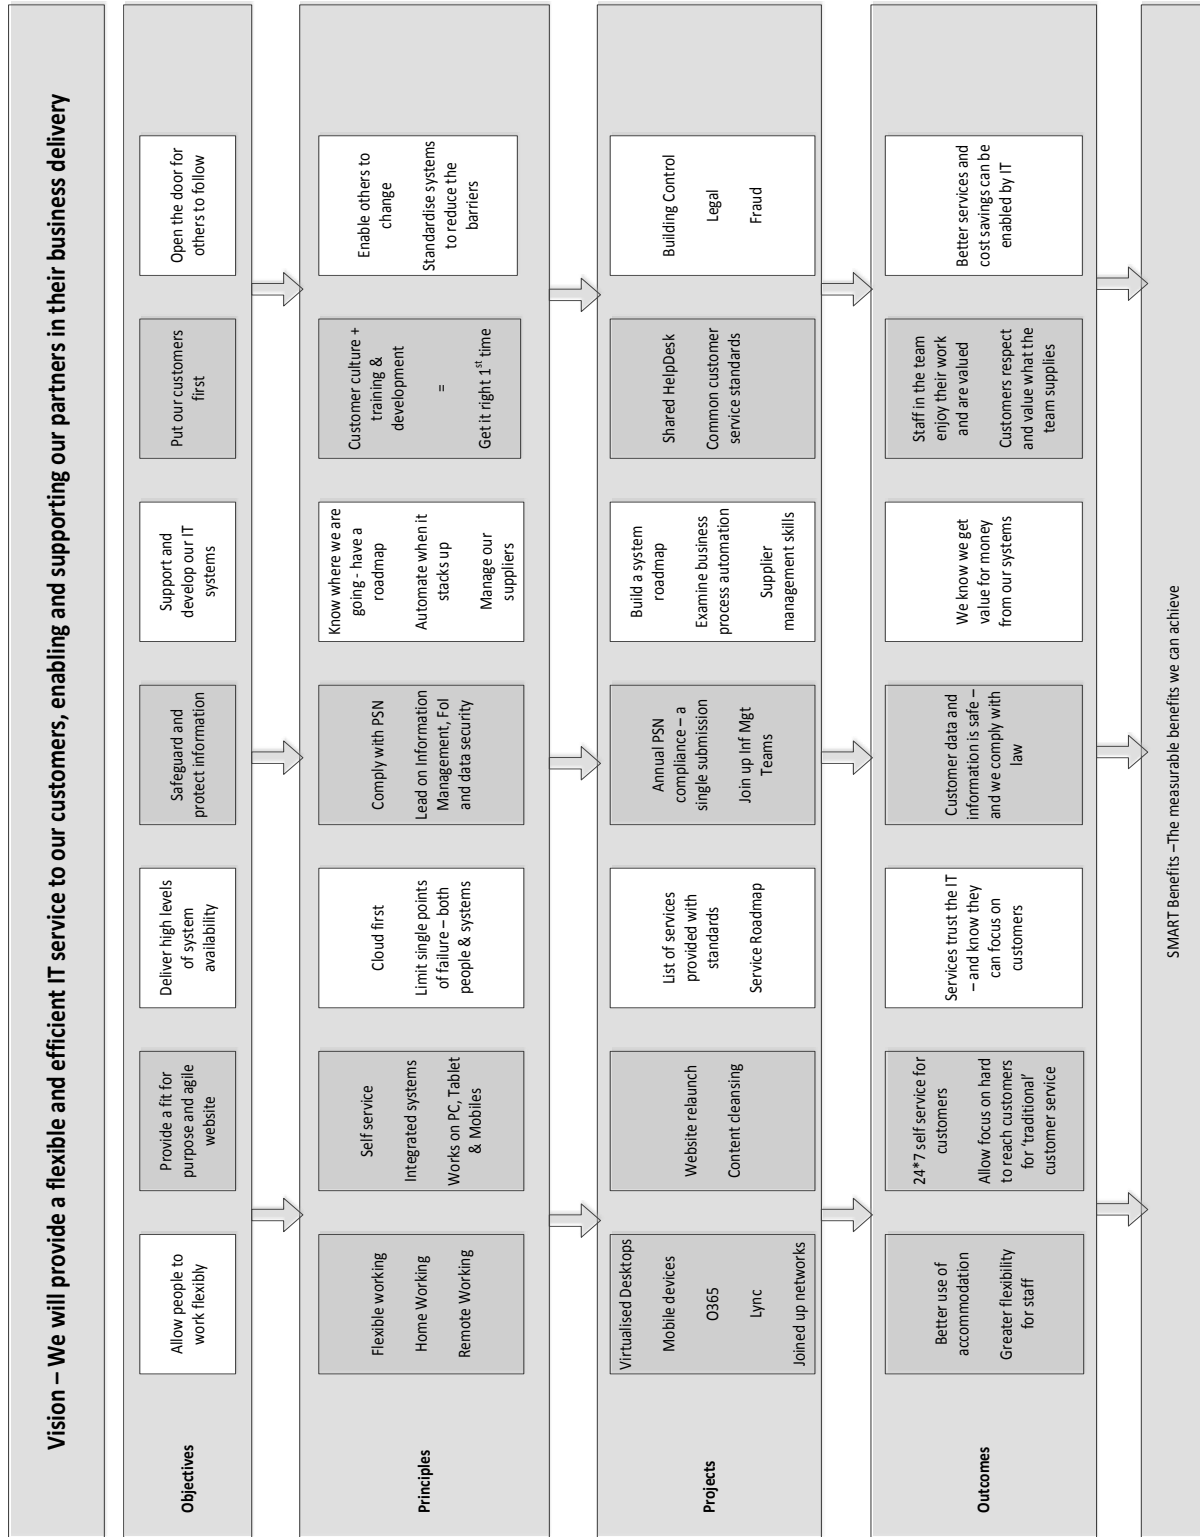 Vision – We will provide a flexible and efficient IT service to our customers, enabling and supporting our partners in their business delivery
Objectives
Allow people to
work flexibly
Provide a fit for
purpose and agile
website
Deliver high levels
of system
availability
Safeguard and
protect information
Support and
develop our IT
systems
Put our customers
first
Open the door for
others to follow
Principles
Flexible working
Home Working
Remote Working
Self service
Integrated systems
Works on PC, Tablet
& Mobiles
Cloud first
Limit single points
of failure – both
people & systems
Comply with PSN
Lead on Information
Management, FoI
and data security
Know where we are
going - have a
roadmap
Automate when it
stacks up
Manage our
suppliers
Customer culture +
training &
development
=
Get it right 1st time
Enable others to
change
Standardise systems
to reduce the
barriers
Projects
Virtualised Desktops
Mobile devices
O365
Lync
Joined up networks
Website relaunch
Content cleansing
List of services
provided with
standards
Service Roadmap
Annual PSN
compliance – a
single submission
Join up Inf Mgt
Teams
Build a system
roadmap
Examine business
process automation
Supplier
management skills
Shared HelpDesk
Common customer
service standards
Building Control
Legal
Fraud
Outcomes
Better use of
accommodation
Greater flexibility
for staff
24*7 self service for
customers
Allow focus on hard
to reach customers
for ‘traditional’
customer service
Services trust the IT
– and know they
can focus on
customers
Customer data and
information is safe –
and we comply with
law
We know we get
value for money
from our systems
Staff in the team
enjoy their work
and are valued
Customers respect
and value what the
team supplies
Better services and
cost savings can be
enabled by IT
SMART Benefits –The measurable benefits we can achieve